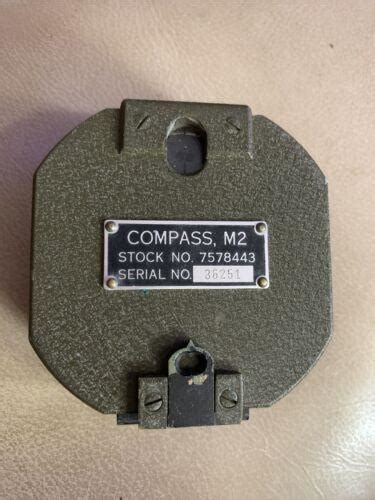 COMPASS, M2
STOCK NO. 7578443
SERIAL NO. 36251